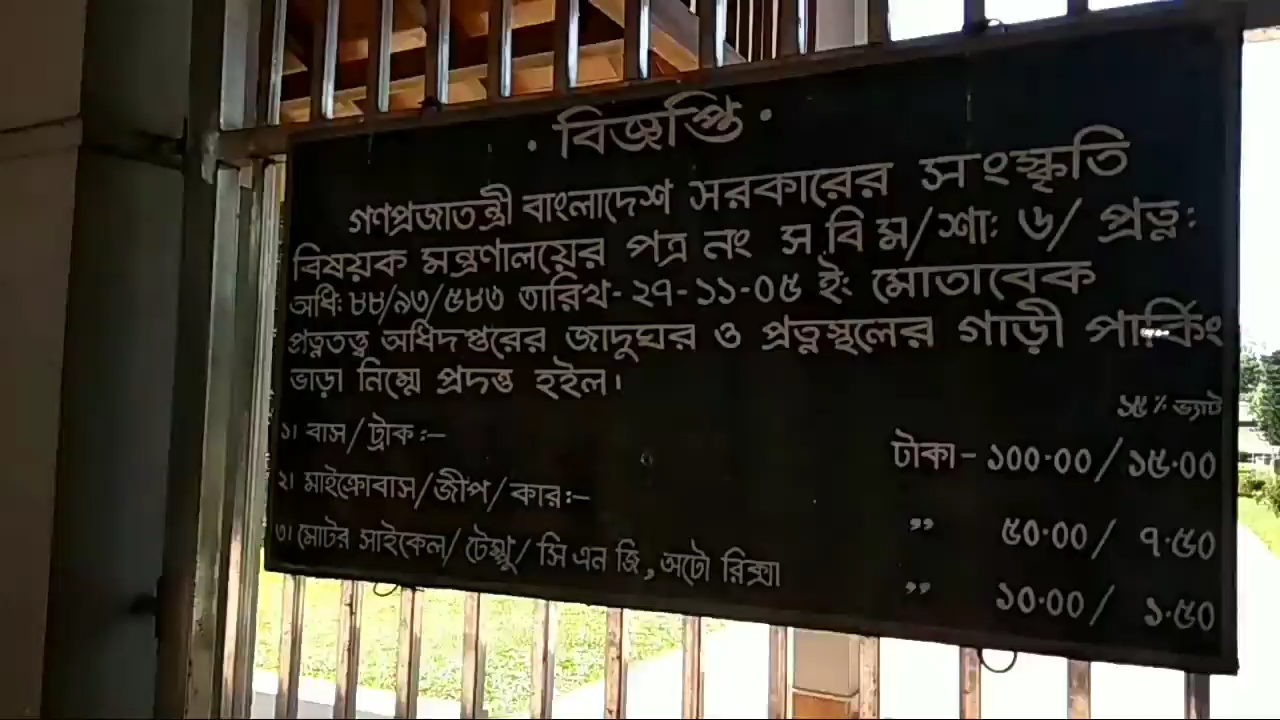 • বিজ্ঞপ্তি •
গণপ্রজাতন্ত্রী বাংলাদেশ সরকারের সংস্কৃতি
বিষয়ক মন্ত্রণালয়ের পত্র নং স বি ম/শাঃ ৬/ প্রত্নঃ
অধিঃ ৮৮/৯৩/৫৮৩ তারিখ- ২৭-১১-০৫ ইং মোতাবেক
প্রত্নতত্ত্ব অধিদপ্তরের জাদুঘর ও প্রত্নস্থলের গাড়ী পার্কিং
ভাড়া নিম্মে প্রদত্ত হইল।
১৫% ভ্যাট
১। বাস/ট্রাক :– টাকা- ১০০·০০/১৫·০০
২। মাইক্রোবাস/জীপ/কার:– ,, ৫০·০০/ ৭·৫০
৩। মোটর সাইকেল/টেম্পু/সি এন জি, অটো রিক্সা ,, ১০·০০/ ১·৫০